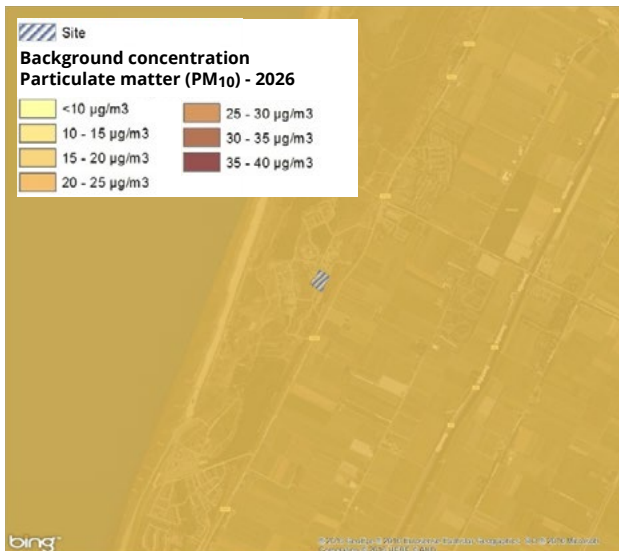 Site
Background concentration
Particulate matter (PM10) - 2026
<10 µg/m3
10 - 15 µg/m3
15 - 20 µg/m3
20 - 25 µg/m3
25 - 30 µg/m3
30 - 35 µg/m3
35 - 40 µg/m3
bing